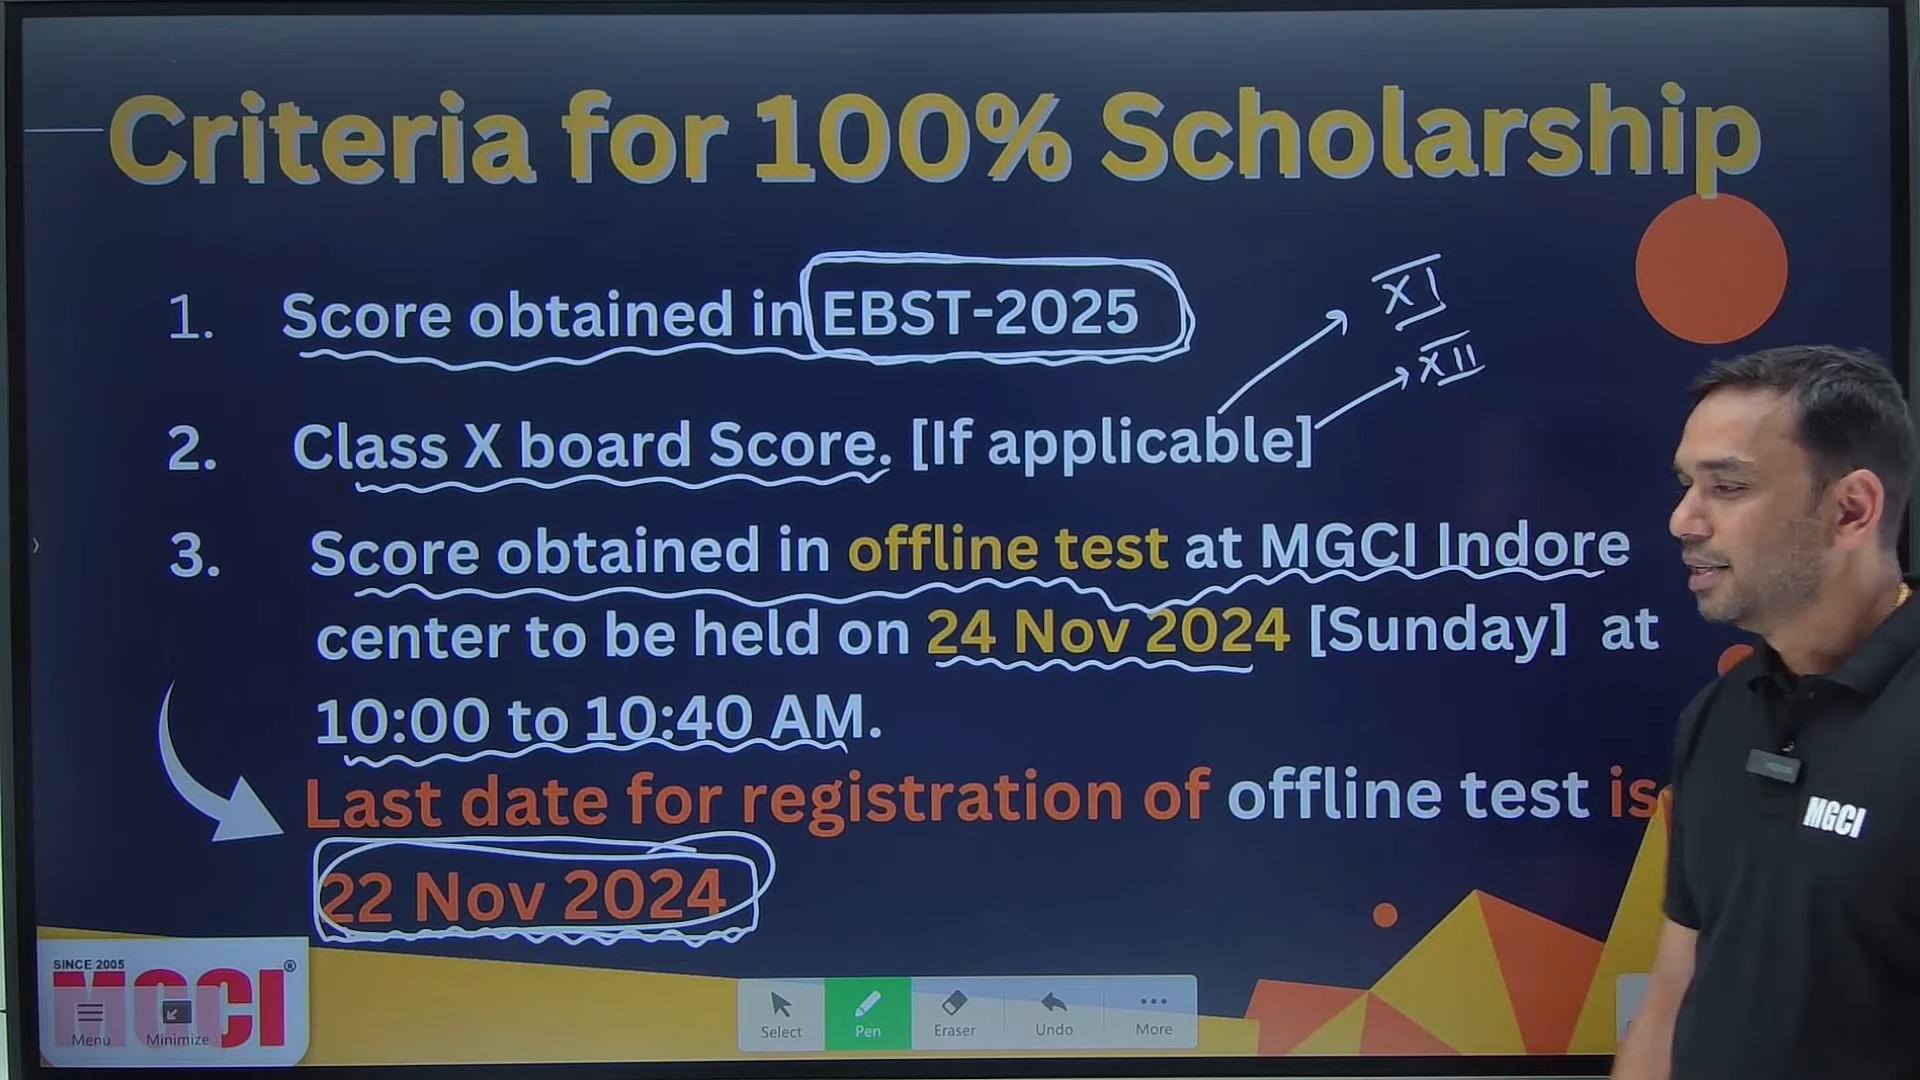 Criteria for 100% Scholarship
1. Score obtained in EBST-2025
XI
XII
2. Class X board Score. [If applicable]
3. Score obtained in offline test at MGCI Indore
center to be held on 24 Nov 2024 [Sunday] at
10:00 to 10:40 AM.
Last date for registration of offline test is
22 Nov 2024
MGCI
SINCE 2005
MGCI®
Menu
Minimize
Select
Pen
Eraser
Undo
More